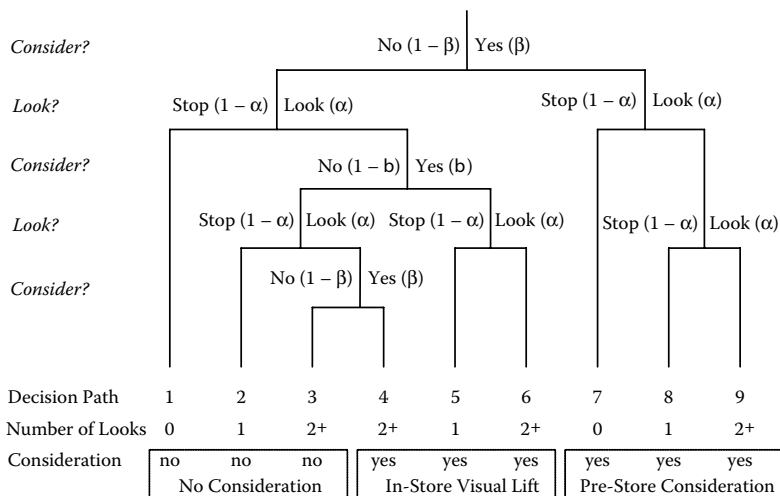 Consider? No (1 – β) Yes (β)
Look? Stop (1 – α) Look (α) Stop (1 – α) Look (α)
Consider? No (1 – b) Yes (b)
Look? Stop (1 – α) Look (α) Stop (1 – α) Look (α) Stop (1 – α) Look (α)
Consider? No (1 – β) Yes (β)
Decision Path 1 2 3 4 5 6 7 8 9
Number of Looks 0 1 2+ 2+ 1 2+ 0 1 2+
Consideration no no no yes yes yes yes yes yes
No Consideration In-Store Visual Lift Pre-Store Consideration